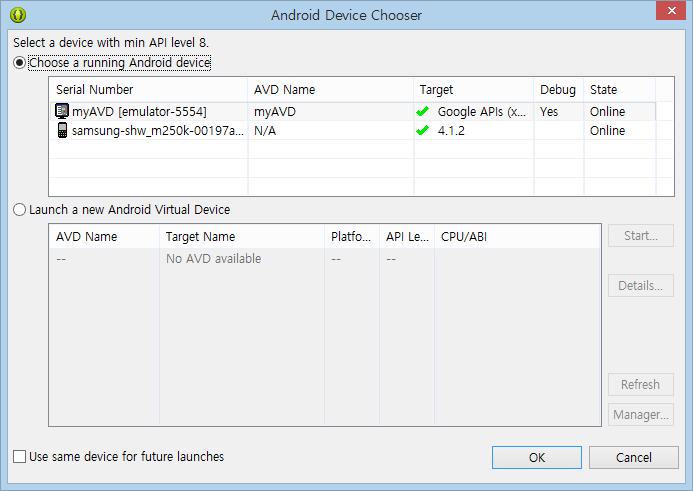 Android Device Chooser
Select a device with min API level 8.
Choose a running Android device
Serial Number AVD Name Target Debug State
myAVD [emulator-5554] myAVD Google APIs (x... Yes Online
samsung-shw_m250k-00197a... N/A 4.1.2 Online
Launch a new Android Virtual Device
AVD Name Target Name Platfo... API Le... CPU/ABI
-- No AVD available -- --
Start...
Details...
Refresh
Manager...
Use same device for future launches
OK Cancel